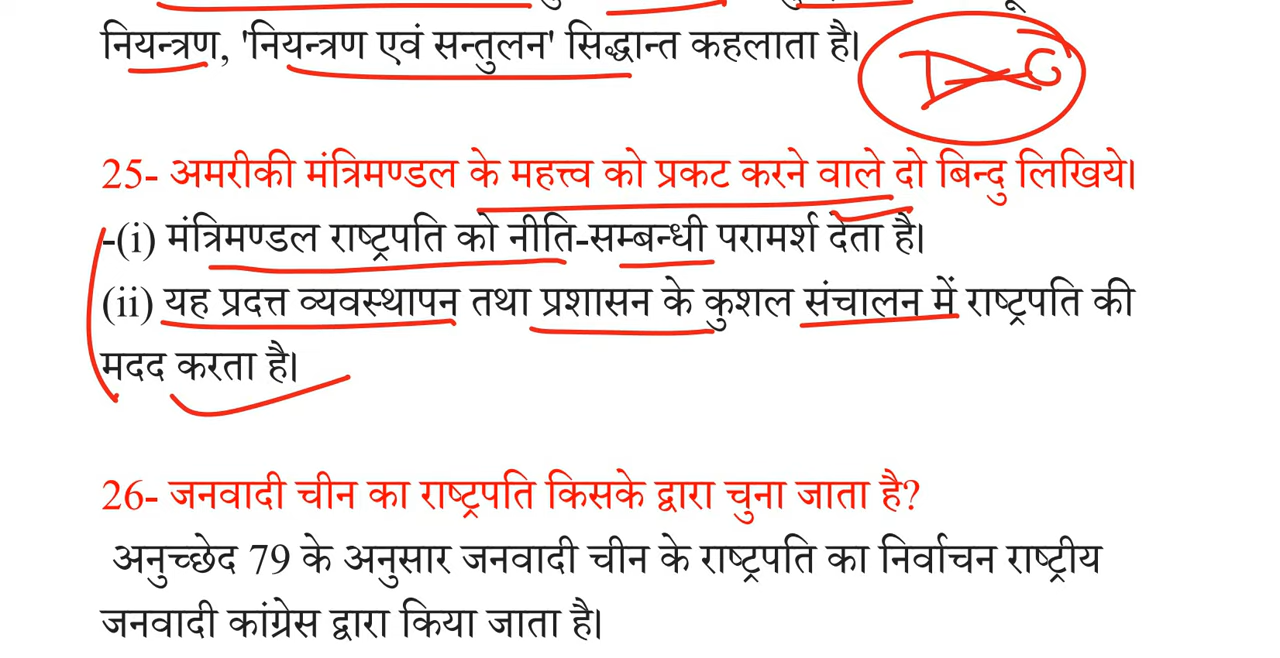 नियन्त्रण, 'नियन्त्रण एवं सन्तुलन' सिद्धान्त कहलाता है।
25- अमरीकी मंत्रिमण्डल के महत्त्व को प्रकट करने वाले दो बिन्दु लिखिये।
-(i) मंत्रिमण्डल राष्ट्रपति को नीति-सम्बन्धी परामर्श देता है।
(ii) यह प्रदत्त व्यवस्थापन तथा प्रशासन के कुशल संचालन में राष्ट्रपति की
मदद करता है।
26- जनवादी चीन का राष्ट्रपति किसके द्वारा चुना जाता है?
अनुच्छेद 79 के अनुसार जनवादी चीन के राष्ट्रपति का निर्वाचन राष्ट्रीय
जनवादी कांग्रेस द्वारा किया जाता है।